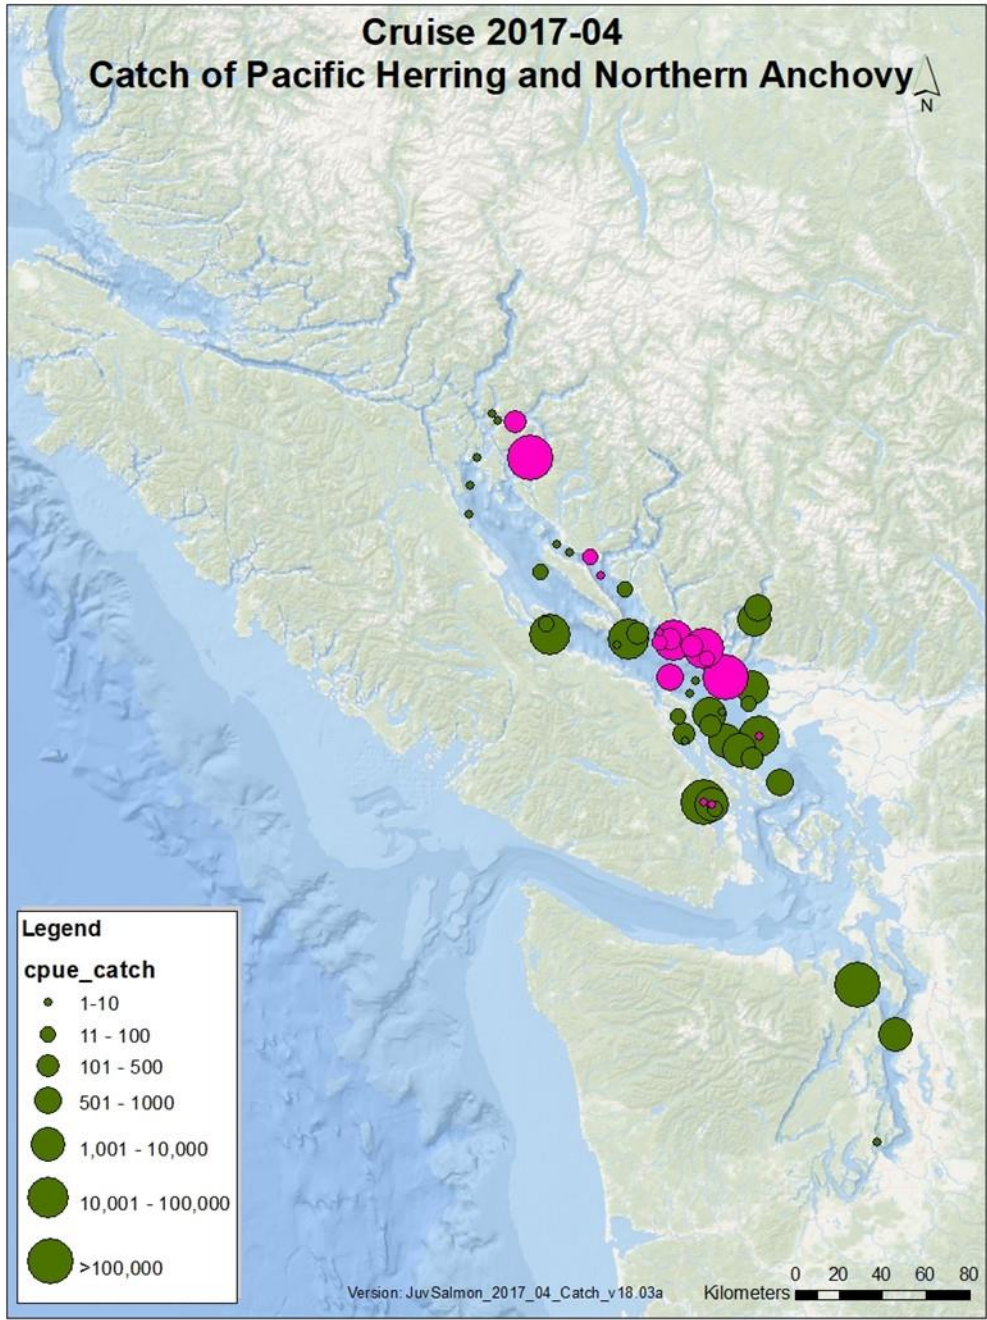 Cruise 2017-04
Catch of Pacific Herring and Northern Anchovy
N
Legend
cpue_catch
1-10
11 - 100
101 - 500
501 - 1000
1,001 - 10,000
10,001 - 100,000
>100,000
Version: JuvSalmon_2017_04_Catch_v18.03a
0 20 40 60 80
Kilometers